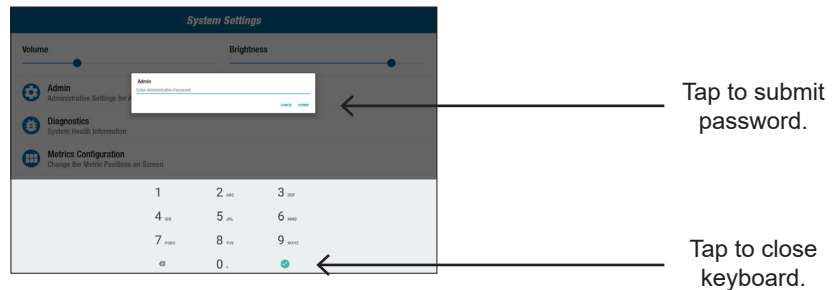 System Settings
Volume Brightness
Admin
Enter Administrative Password:
CANCEL SUBMIT
Admin
Administrative Settings for
Diagnostics
System Health Information
Metrics Configuration
Change the Metric Positions on Screen
1 2 ABC 3 DEF
4 GHI 5 JKL 6 MNO
7 PQRS 8 TUV 9 WXYZ
0 .
Tap to submit
password.
Tap to close
keyboard.